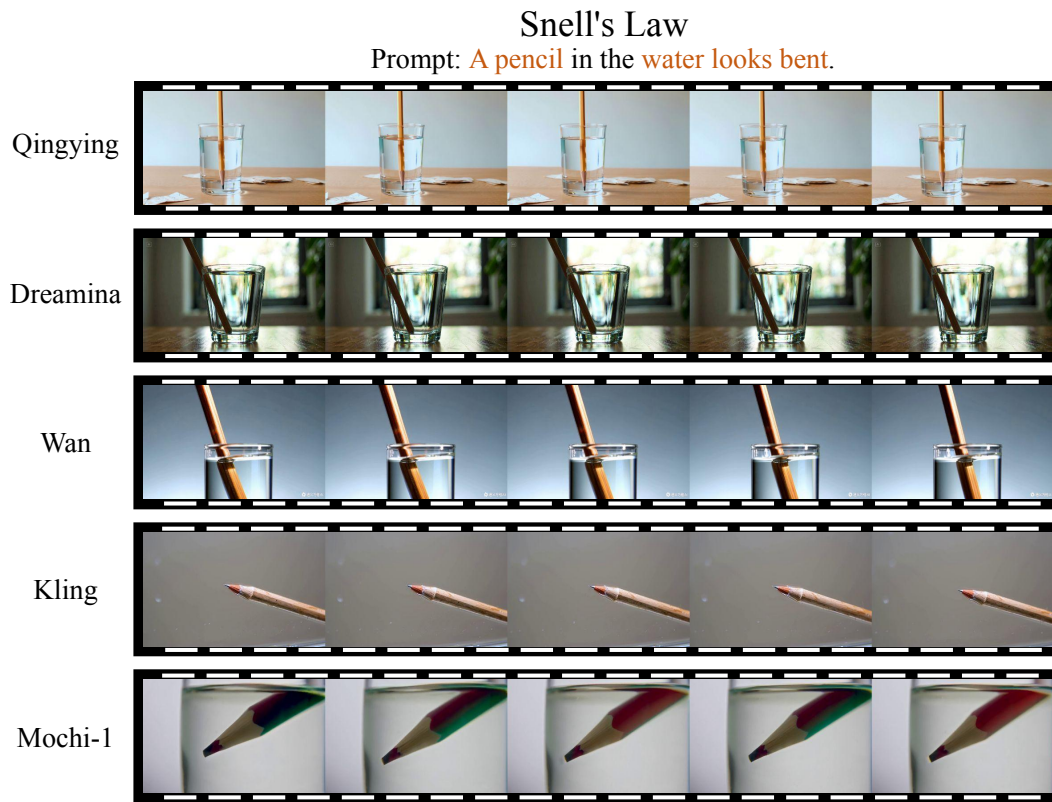 Snell's Law
Prompt: A pencil in the water looks bent.
Qingying
Dreamina
Wan
Kling
Mochi-1